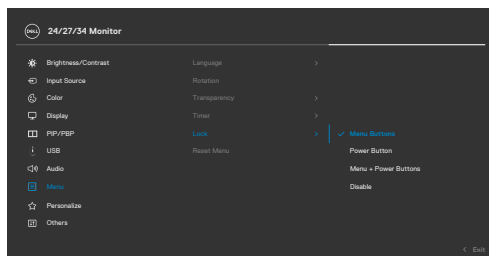 DELL 24/27/34 Monitor
Brightness/Contrast Language >
Input Source Rotation
Color Transparency >
Display Timer >
PIP/PBP Lock > ✓ Menu Buttons
USB Reset Menu Power Button
Audio Menu + Power Buttons
Menu Disable
Personalize
Others
< Exit